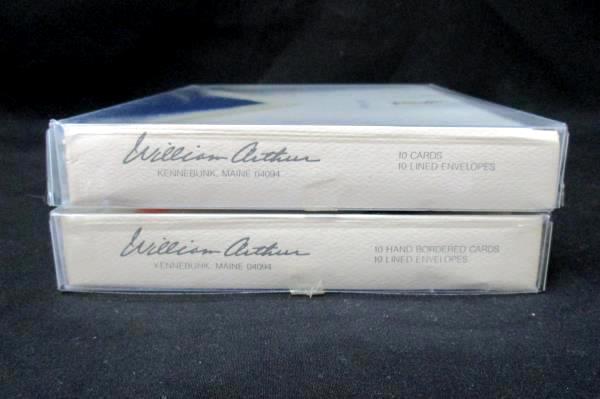 William Arthur
KENNEBUNK, MAINE 04094
10 CARDS
10 LINED ENVELOPES
William Arthur
KENNEBUNK, MAINE 04094
10 HAND BORDERED CARDS
10 LINED ENVELOPES